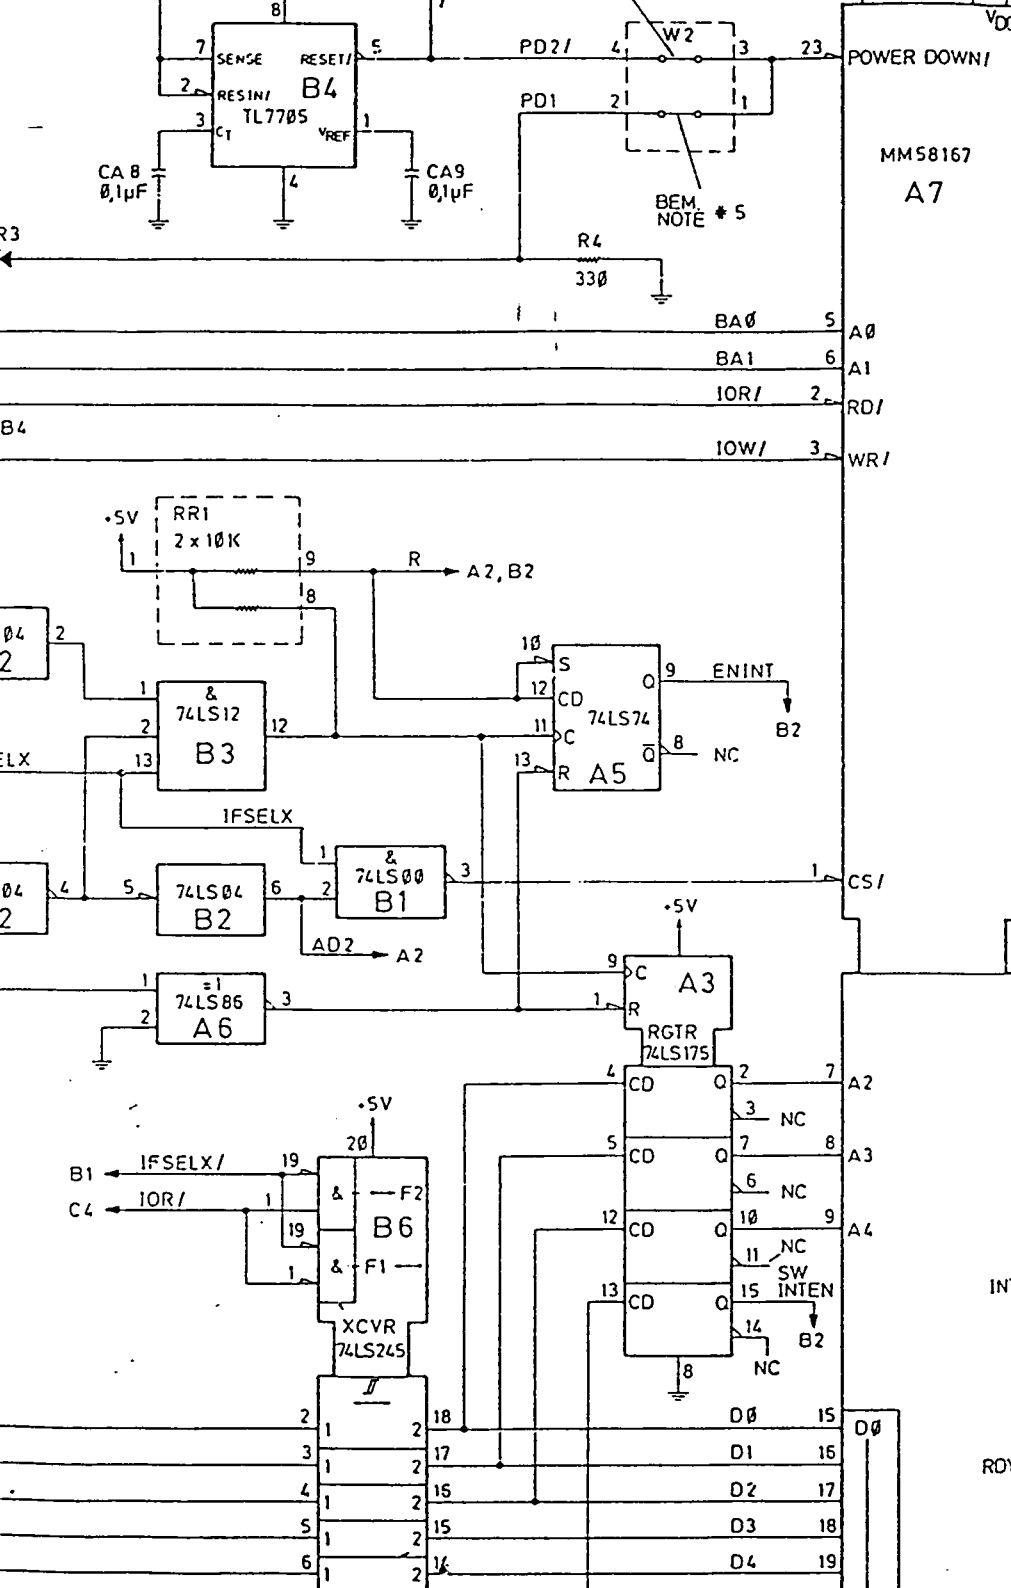 8
V
DD
7 SENSE RESET/ 5
B4
2 RESIN/
TL7705
3 CT VREF 1
4
CA8
0,1µF
CA9
0,1µF
W2
PD2/ 4 3 23 POWER DOWN/
PD1 2 1
BEM.
NOTE # 5
MM58167
A7
R3
R4
330
BA0 5 A0
BA1 6 A1
IOR/ 2 RD/
B4
IOW/ 3 WR/
RR1
2 x 10K
+5V
1 9 R A2, B2
8
04
2
2
1
2
13
&
74LS12
B3
12
ELX
10 S
12 CD
11 C
13 R
74LS74
A5
Q 9 ENINT
B2
Q 8 NC
IFSELX
1
2
&
74LS00
B1
3
1 CS/
04
2
4
5
74LS04
B2
6
AD2 A2
1
2
=1
74LS86
A6
3
+5V
9 C
1 R
A3
RGTR
74LS175
4 CD Q 2 7 A2
3 NC
5 CD Q 7 8 A3
6 NC
12 CD Q 10 9 A4
11 NC
SW
INTEN
13 CD Q 15
B2
14
NC
8
+5V
20
B1 IFSELX/ 19
C4 IOR/ 1
& F2
B6
19
1
& F1
XCVR
74LS245
2 1 2 18 D0 15 D0
3 1 2 17 D1 16
4 1 2 16 D2 17
5 1 2 15 D3 18
6 1 2 14 D4 19